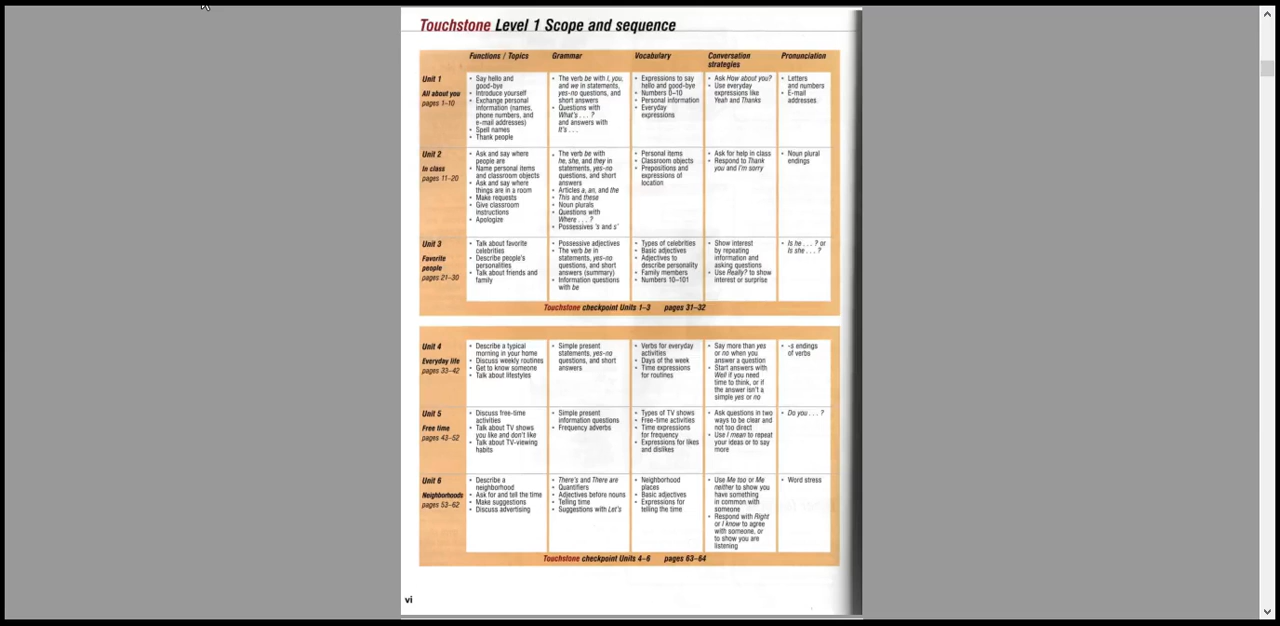 Touchstone Level 1 Scope and sequence
Functions / Topics
Grammar
Vocabulary
Conversation
strategies
Pronunciation
Unit 1
All about you
pages 1–10
• Say hello and
good-bye
• Introduce yourself
• Exchange personal
information (names,
phone numbers, and
e-mail addresses)
• Spell names
• Thank people
• The verb be with I, you,
and we in statements,
yes-no questions, and
short answers
• Questions with
What's . . . ?
and answers with
It's . . .
• Expressions to say
hello and good-bye
• Numbers 0–10
• Personal information
• Everyday
expressions
• Ask How about you?
• Use everyday
expressions like
Yeah and Thanks
• Letters
and numbers
• E-mail
addresses
Unit 2
In class
pages 11–20
• Ask and say where
people are
• Name personal items
and classroom objects
• Ask and say where
things are in a room
• Make requests
• Give classroom
instructions
• Apologize
• The verb be with
he, she, and they in
statements, yes-no
questions, and short
answers
• Articles a, an, and the
• This and these
• Noun plurals
• Questions with
Where . . . ?
• Possessives 's and s'
• Personal items
• Classroom objects
• Prepositions and
expressions of
location
• Ask for help in class
• Respond to Thank
you and I'm sorry
• Noun plural
endings
Unit 3
Favorite
people
pages 21–30
• Talk about favorite
celebrities
• Describe people's
personalities
• Talk about friends and
family
• Possessive adjectives
• The verb be in
statements, yes-no
questions, and short
answers (summary)
• Information questions
with be
• Types of celebrities
• Basic adjectives
• Adjectives to
describe personality
• Family members
• Numbers 10–101
• Show interest
by repeating
information and
asking questions
• Use Really? to show
interest or surprise
• Is he . . . ? or
Is she . . . ?
Touchstone checkpoint Units 1–3 pages 31–32
Unit 4
Everyday life
pages 33–42
• Describe a typical
morning in your home
• Discuss weekly routines
• Get to know someone
• Talk about lifestyles
• Simple present
statements, yes-no
questions, and short
answers
• Verbs for everyday
activities
• Days of the week
• Time expressions
for routines
• Say more than yes
or no when you
answer a question
• Start answers with
Well if you need
time to think, or if
the answer isn't a
simple yes or no
• -s endings
of verbs
Unit 5
Free time
pages 43–52
• Discuss free-time
activities
• Talk about TV shows
you like and don't like
• Talk about TV-viewing
habits
• Simple present
information questions
• Frequency adverbs
• Types of TV shows
• Free-time activities
• Time expressions
for frequency
• Expressions for likes
and dislikes
• Ask questions in two
ways to be clear and
not too direct
• Use I mean to repeat
your ideas or to say
more
• Do you . . . ?
Unit 6
Neighborhoods
pages 53–62
• Describe a
neighborhood
• Ask for and tell the time
• Make suggestions
• Discuss advertising
• There's and There are
• Quantifiers
• Adjectives before nouns
• Telling time
• Suggestions with Let's
• Neighborhood
places
• Basic adjectives
• Expressions for
telling the time
• Use Me too or Me
neither to show you
have something
in common with
someone
• Respond with Right
or I know to agree
with someone, or
to show you are
listening
• Word stress
Touchstone checkpoint Units 4–6 pages 63–64
vi